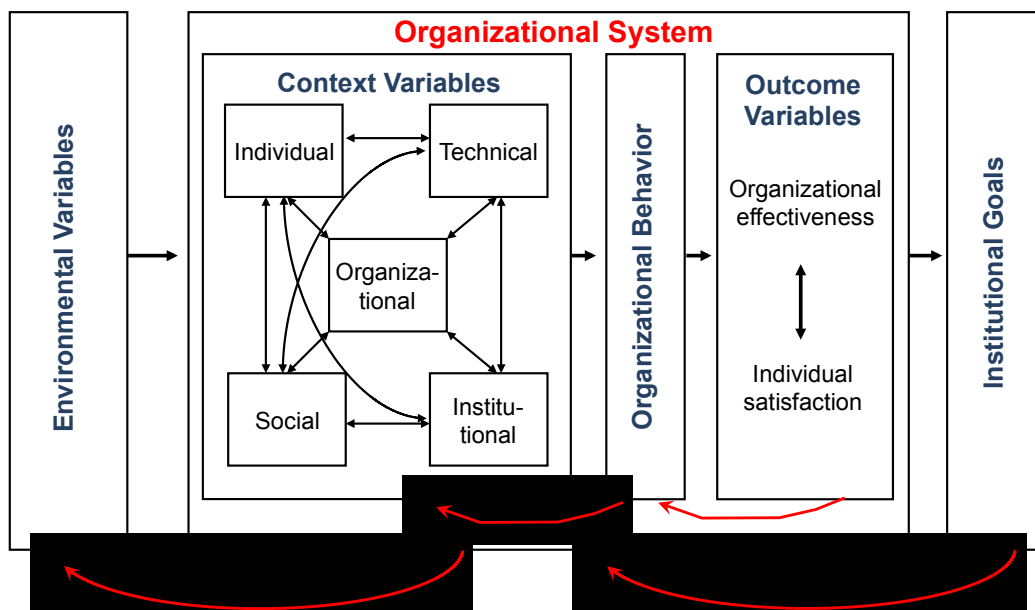 Organizational System
Environmental Variables
Context Variables
Individual
Technical
Organiza-
tional
Social
Institu-
tional
Organizational Behavior
Outcome
Variables
Organizational
effectiveness
Individual
satisfaction
Institutional Goals